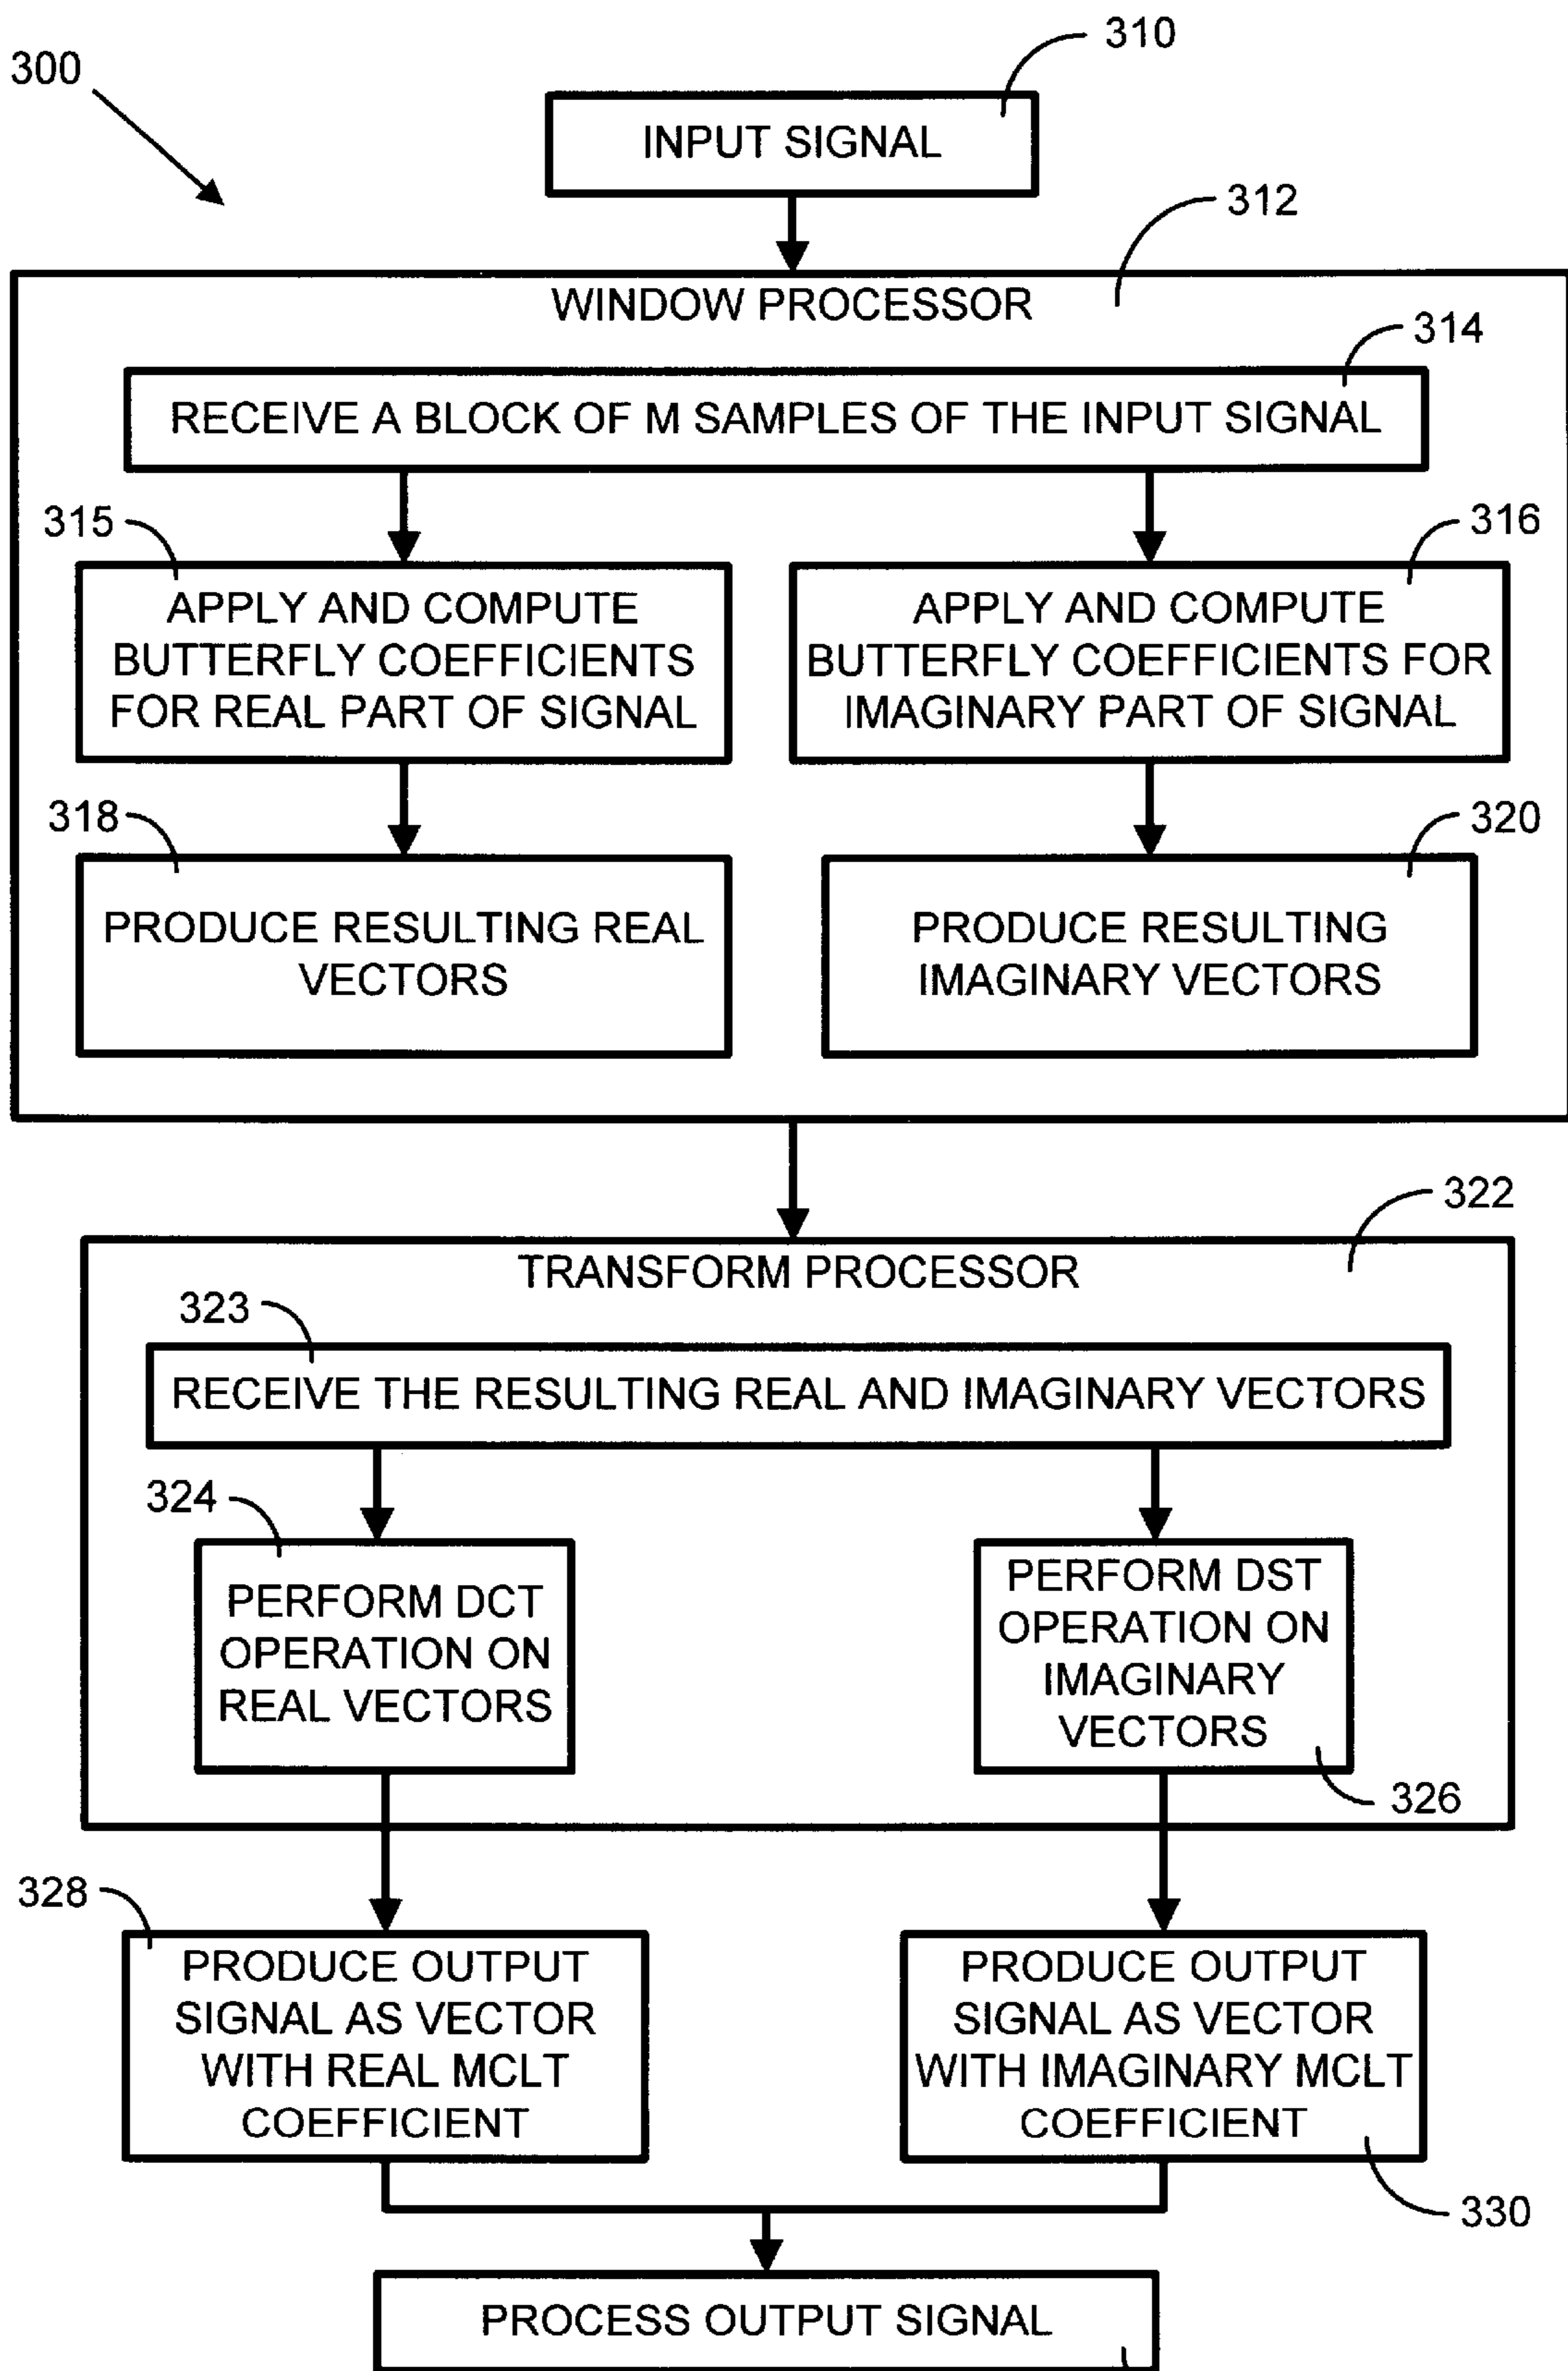 310
300
INPUT SIGNAL
312
WINDOW PROCESSOR
314
RECEIVE A BLOCK OF M SAMPLES OF THE INPUT SIGNAL
315
316
APPLY AND COMPUTE
BUTTERFLY COEFFICIENTS
FOR REAL PART OF SIGNAL
APPLY AND COMPUTE
BUTTERFLY COEFFICIENTS FOR
IMAGINARY PART OF SIGNAL
318
320
PRODUCE RESULTING REAL
VECTORS
PRODUCE RESULTING
IMAGINARY VECTORS
322
TRANSFORM PROCESSOR
323
RECEIVE THE RESULTING REAL AND IMAGINARY VECTORS
324
PERFORM DCT
OPERATION ON
REAL VECTORS
PERFORM DST
OPERATION ON
IMAGINARY
VECTORS
326
328
PRODUCE OUTPUT
SIGNAL AS VECTOR
WITH REAL MCLT
COEFFICIENT
PRODUCE OUTPUT
SIGNAL AS VECTOR
WITH IMAGINARY MCLT
COEFFICIENT
330
PROCESS OUTPUT SIGNAL